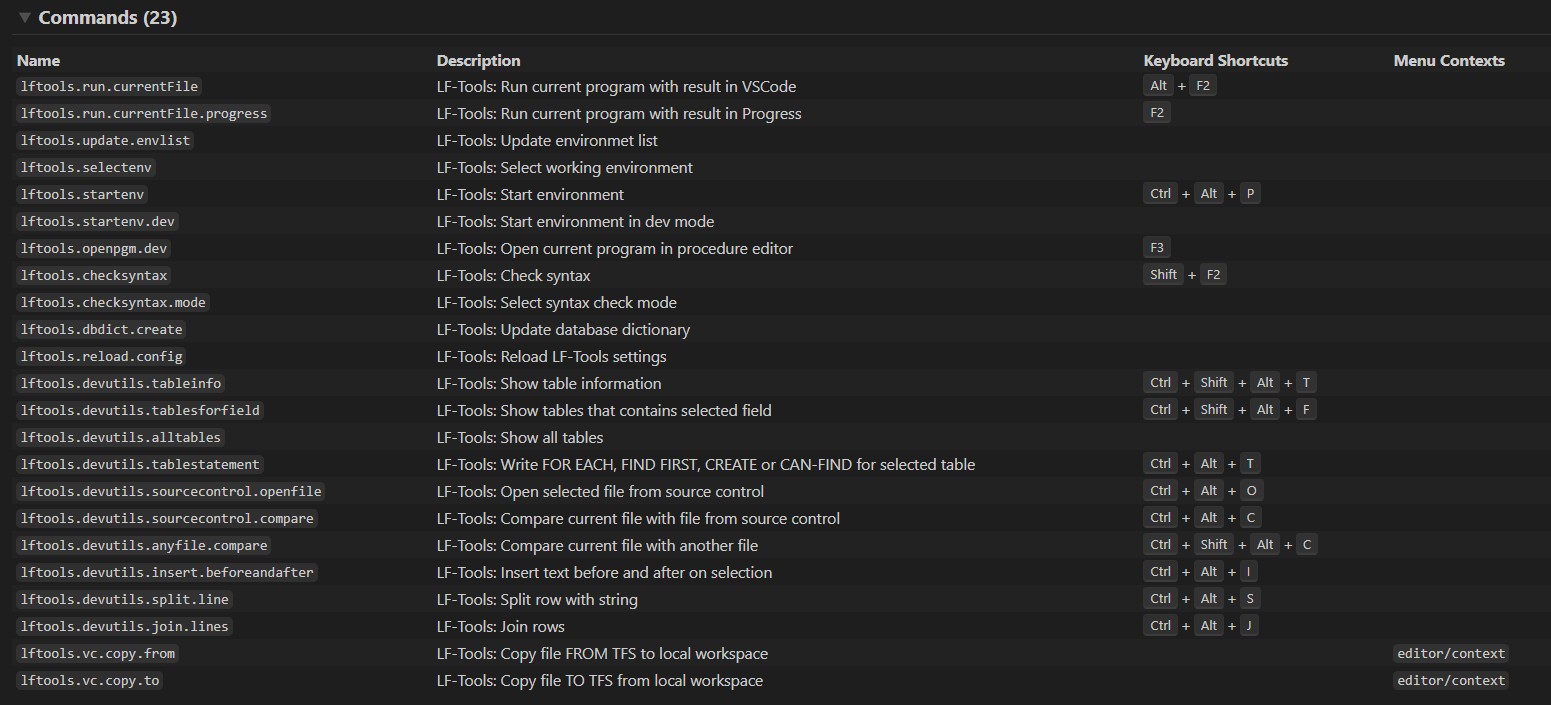 Commands (23)
Name Description Keyboard Shortcuts Menu Contexts
lftools.run.currentFile LF-Tools: Run current program with result in VSCode Alt + F2
lftools.run.currentFile.progress LF-Tools: Run current program with result in Progress F2
lftools.update.envlist LF-Tools: Update environmet list
lftools.selectenv LF-Tools: Select working environment
lftools.startenv LF-Tools: Start environment Ctrl + Alt + P
lftools.startenv.dev LF-Tools: Start environment in dev mode
lftools.openpgm.dev LF-Tools: Open current program in procedure editor F3
lftools.checksyntax LF-Tools: Check syntax Shift + F2
lftools.checksyntax.mode LF-Tools: Select syntax check mode
lftools.dbdict.create LF-Tools: Update database dictionary
lftools.reload.config LF-Tools: Reload LF-Tools settings
lftools.devutils.tableinfo LF-Tools: Show table information Ctrl + Shift + Alt + T
lftools.devutils.tablesforfield LF-Tools: Show tables that contains selected field Ctrl + Shift + Alt + F
lftools.devutils.alltables LF-Tools: Show all tables
lftools.devutils.tablestatement LF-Tools: Write FOR EACH, FIND FIRST, CREATE or CAN-FIND for selected table Ctrl + Alt + T
lftools.devutils.sourcecontrol.openfile LF-Tools: Open selected file from source control Ctrl + Alt + O
lftools.devutils.sourcecontrol.compare LF-Tools: Compare current file with file from source control Ctrl + Alt + C
lftools.devutils.anyfile.compare LF-Tools: Compare current file with another file Ctrl + Shift + Alt + C
lftools.devutils.insert.beforeandafter LF-Tools: Insert text before and after on selection Ctrl + Alt + I
lftools.devutils.split.line LF-Tools: Split row with string Ctrl + Alt + S
lftools.devutils.join.lines LF-Tools: Join rows Ctrl + Alt + J
lftools.vc.copy.from LF-Tools: Copy file FROM TFS to local workspace editor/context
lftools.vc.copy.to LF-Tools: Copy file TO TFS from local workspace editor/context